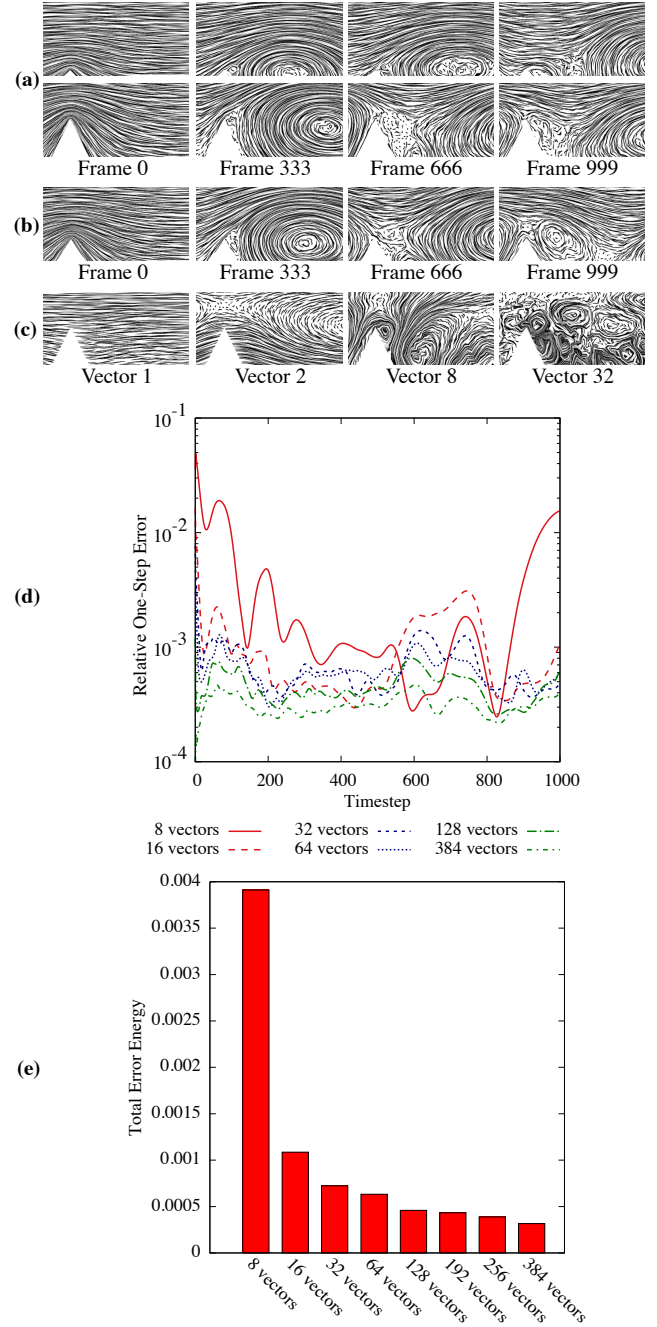 (a)
Frame 0 Frame 333 Frame 666 Frame 999
(b)
Frame 0 Frame 333 Frame 666 Frame 999
(c)
Vector 1 Vector 2 Vector 8 Vector 32
(d)
Relative One-Step Error
10^-1
10^-2
10^-3
10^-4
0 200 400 600 800 1000
Timestep
8 vectors 32 vectors 128 vectors
16 vectors 64 vectors 384 vectors
(e)
Total Error Energy
0.004
0.0035
0.003
0.0025
0.002
0.0015
0.001
0.0005
0
8 vectors
16 vectors
32 vectors
64 vectors
128 vectors
192 vectors
256 vectors
384 vectors